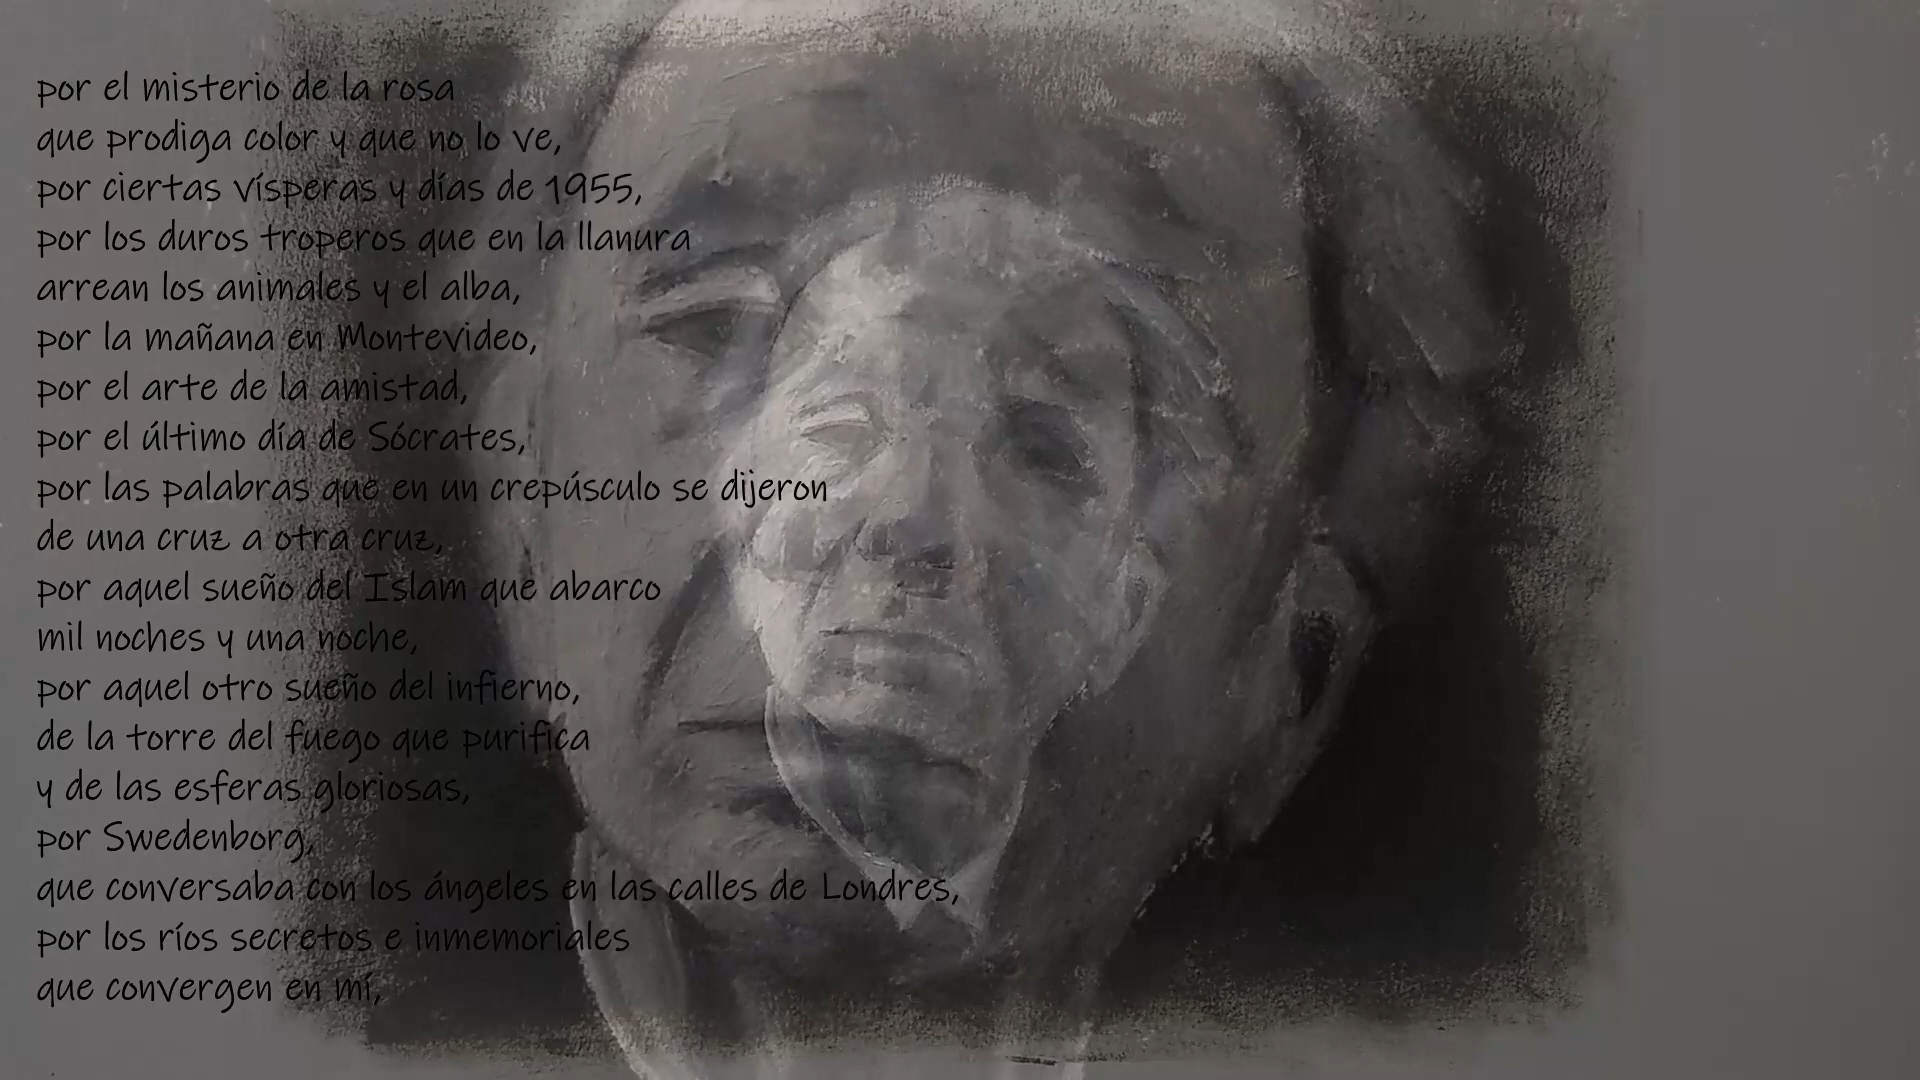 por el misterio de la rosa
que prodiga color y que no lo ve,
por ciertas vísperas y días de 1955,
por los duros troperos que en la llanura
arrean los animales y el alba,
por la mañana en Montevideo,
por el arte de la amistad,
por el último día de Sócrates,
por las palabras que en un crepúsculo se dijeron
de una cruz a otra cruz,
por aquel sueño del Islam que abarco
mil noches y una noche,
por aquel otro sueño del infierno,
de la torre del fuego que purifica
y de las esferas gloriosas,
por Swedenborg,
que conversaba con los ángeles en las calles de Londres,
por los ríos secretos e inmemoriales
que convergen en mí,